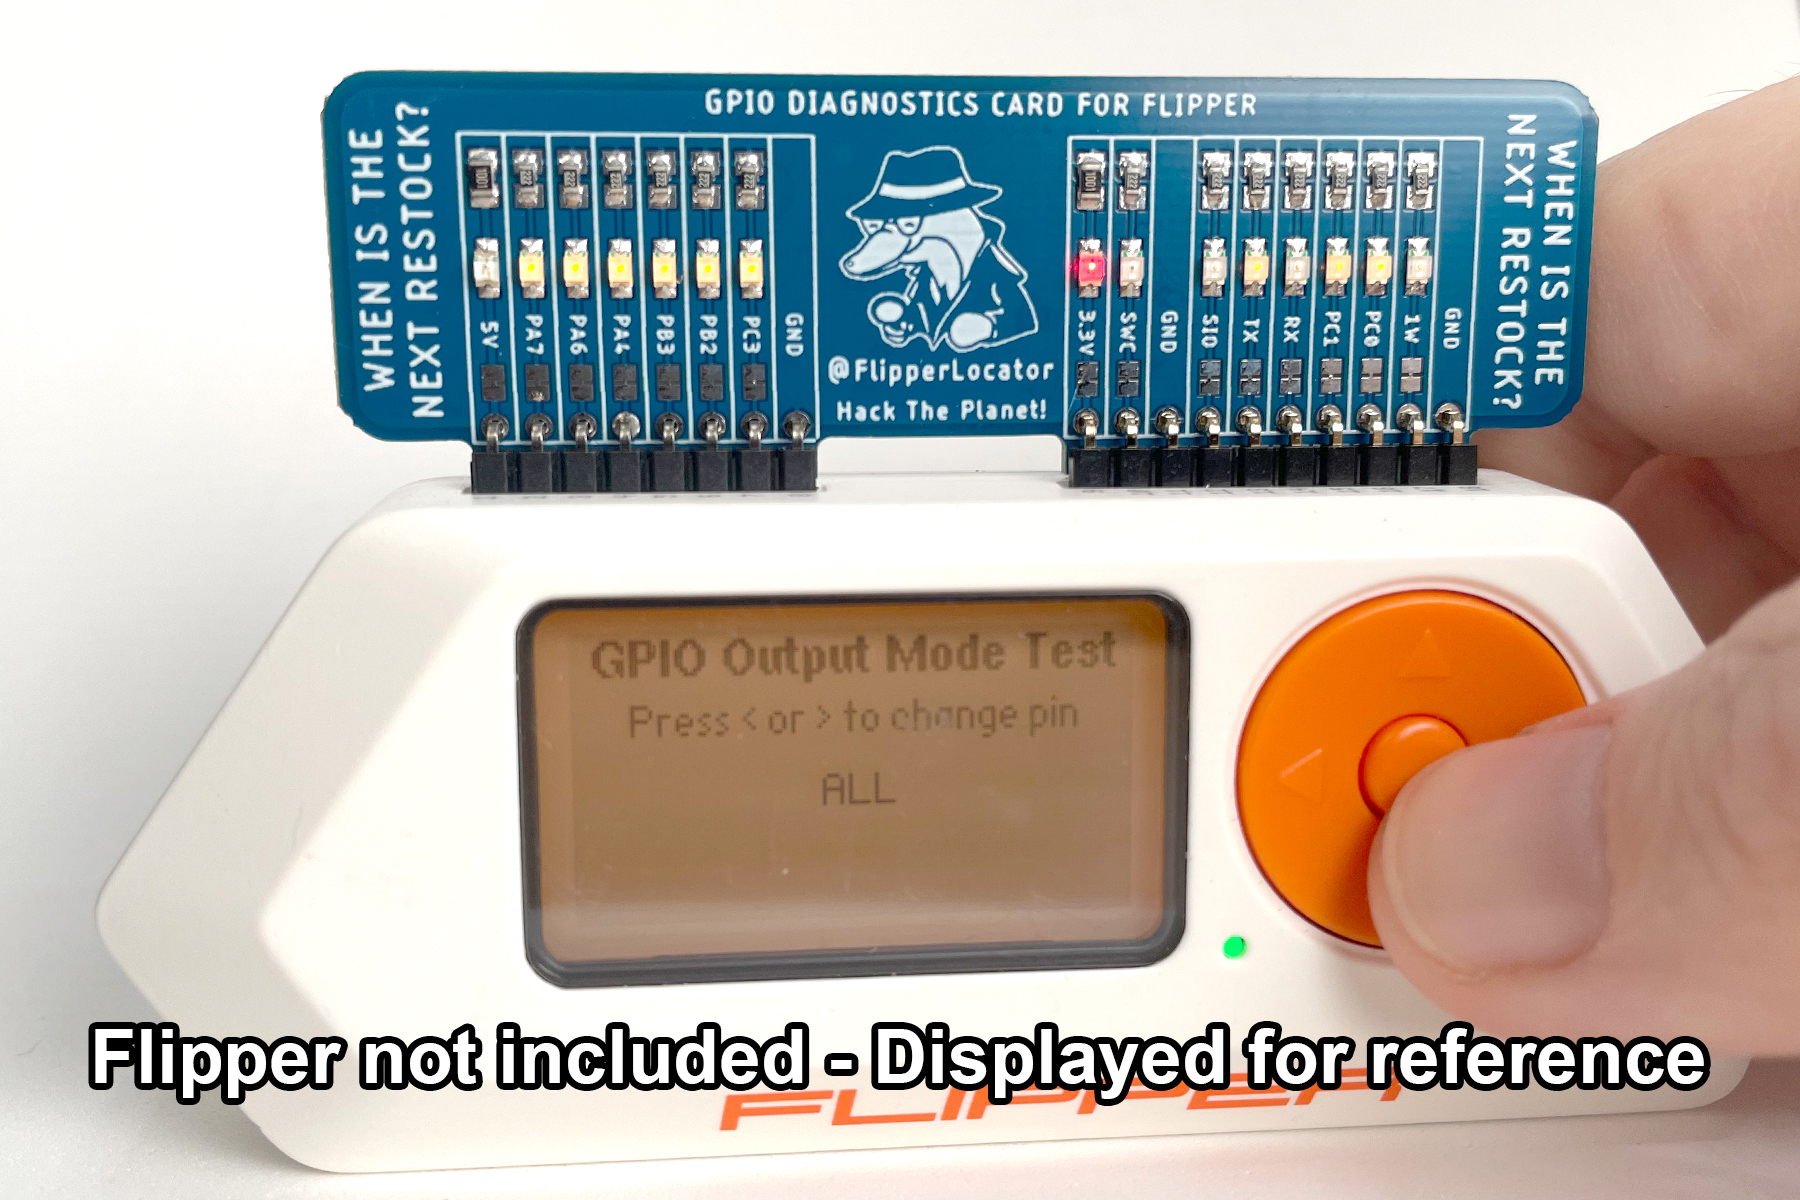 GPIO DIAGNOSTICS CARD FOR FLIPPER
WHEN IS THE
NEXT RESTOCK?
5V
PA7
PA6
PA4
PB3
PB2
PC3
GND
@FlipperLocator
Hack The Planet!
3.3V
SWC
GND
SIO
TX
RX
PC1
PC0
1W
GND
WHEN IS THE
NEXT RESTOCK?
GPIO Output Mode Test
Press < or > to change pin
ALL
Flipper not included - Displayed for reference
FLIPPER